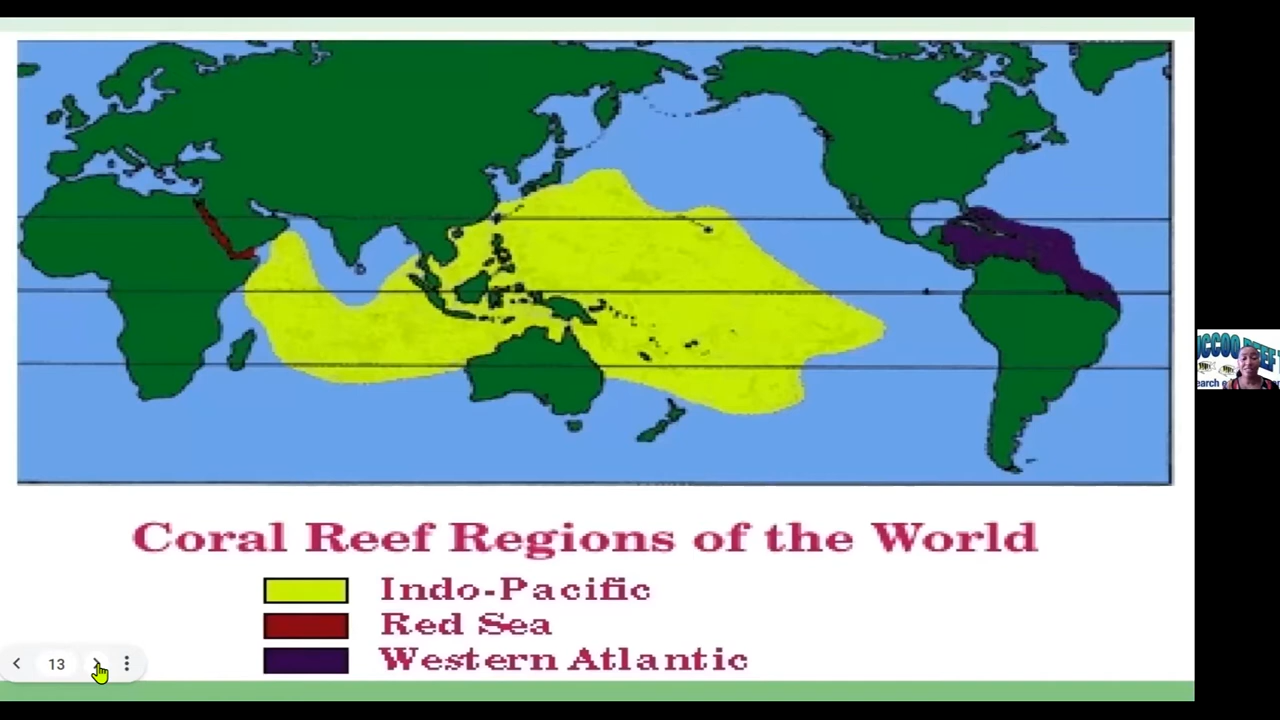 Coral Reef Regions of the World
Indo-Pacific
Red Sea
Western Atlantic
13